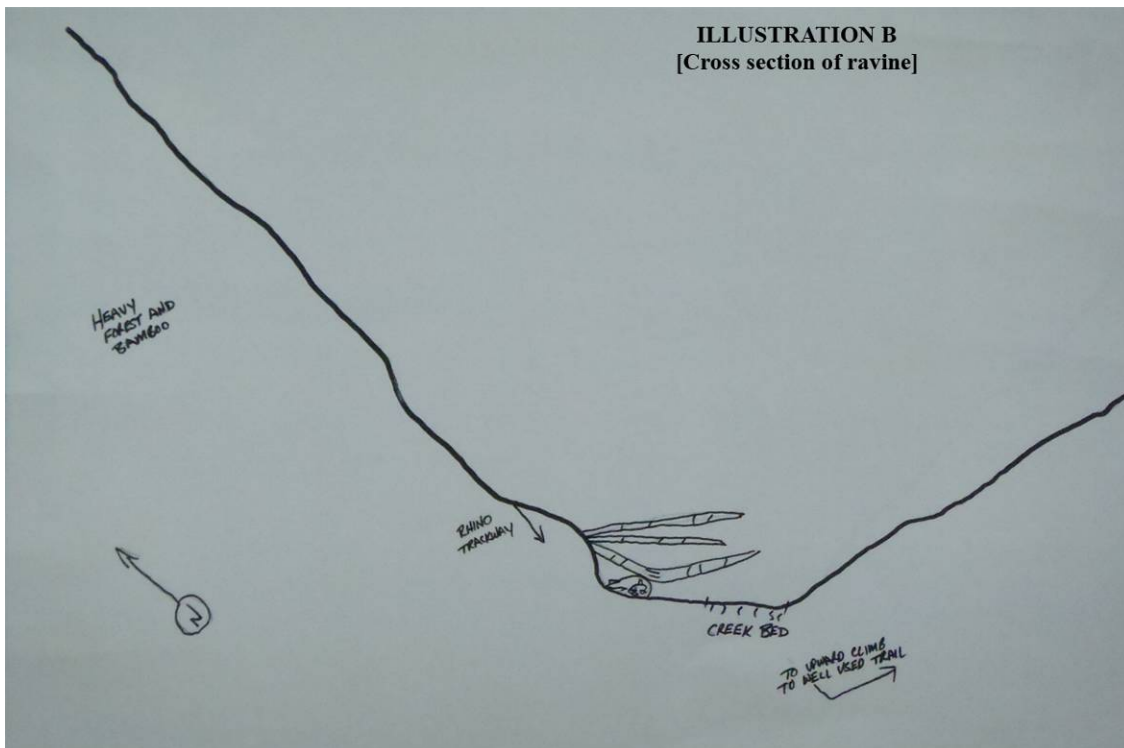 ILLUSTRATION B
[Cross section of ravine]
HEAVY
FOREST AND
BAMBOO
RHINO
TRACKWAY
N
CREEK BED
TO UPWARD CLIMB
TO WELL USED TRAIL